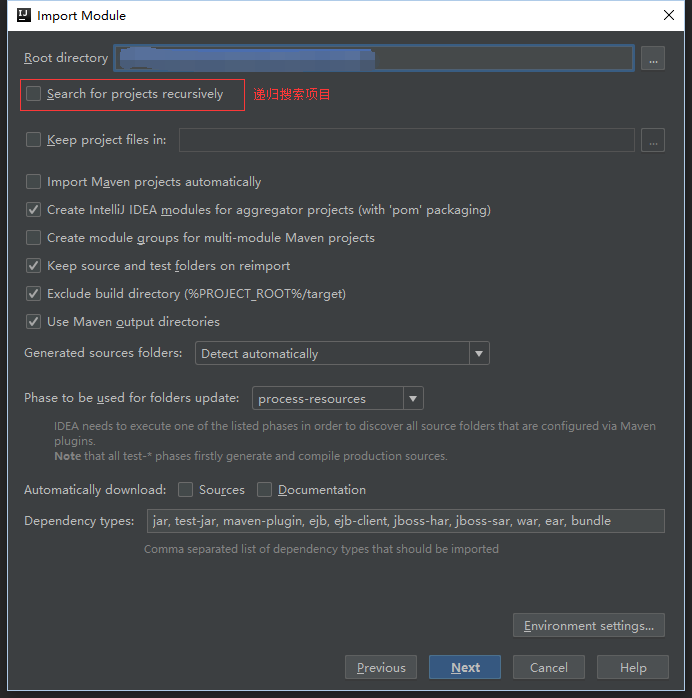 IJ Import Module
Root directory ...
Search for projects recursively 递归搜索项目
Keep project files in: ...
Import Maven projects automatically
Create IntelliJ IDEA modules for aggregator projects (with 'pom' packaging)
Create module groups for multi-module Maven projects
Keep source and test folders on reimport
Exclude build directory (%PROJECT_ROOT%/target)
Use Maven output directories
Generated sources folders: Detect automatically
Phase to be used for folders update: process-resources
IDEA needs to execute one of the listed phases in order to discover all source folders that are configured via Maven
plugins.
Note that all test-* phases firstly generate and compile production sources.
Automatically download: Sources Documentation
Dependency types: jar, test-jar, maven-plugin, ejb, ejb-client, jboss-har, jboss-sar, war, ear, bundle
Comma separated list of dependency types that should be imported
Environment settings...
Previous Next Cancel Help